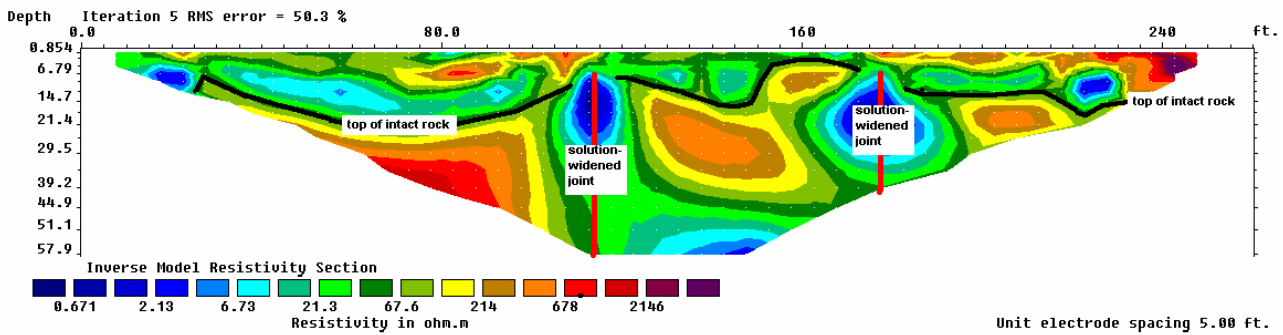 Depth Iteration 5 RMS error = 50.3 %
0.0 80.0 160 240 ft.
0.854
6.79
14.7
21.4
29.5
39.2
44.9
51.1
57.9
top of intact rock
solution-
widened
joint
solution-
widened
joint
top of intact rock
Inverse Model Resistivity Section
0.671 2.13 6.73 21.3 67.6 214 678 2146
Resistivity in ohm.m
Unit electrode spacing 5.00 ft.